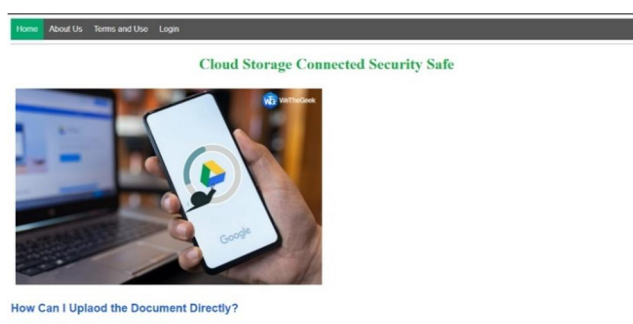 Home About Us Terms and Use Login
Cloud Storage Connected Security Safe
WG WeTheGeek
Google
How Can I Uplaod the Document Directly?